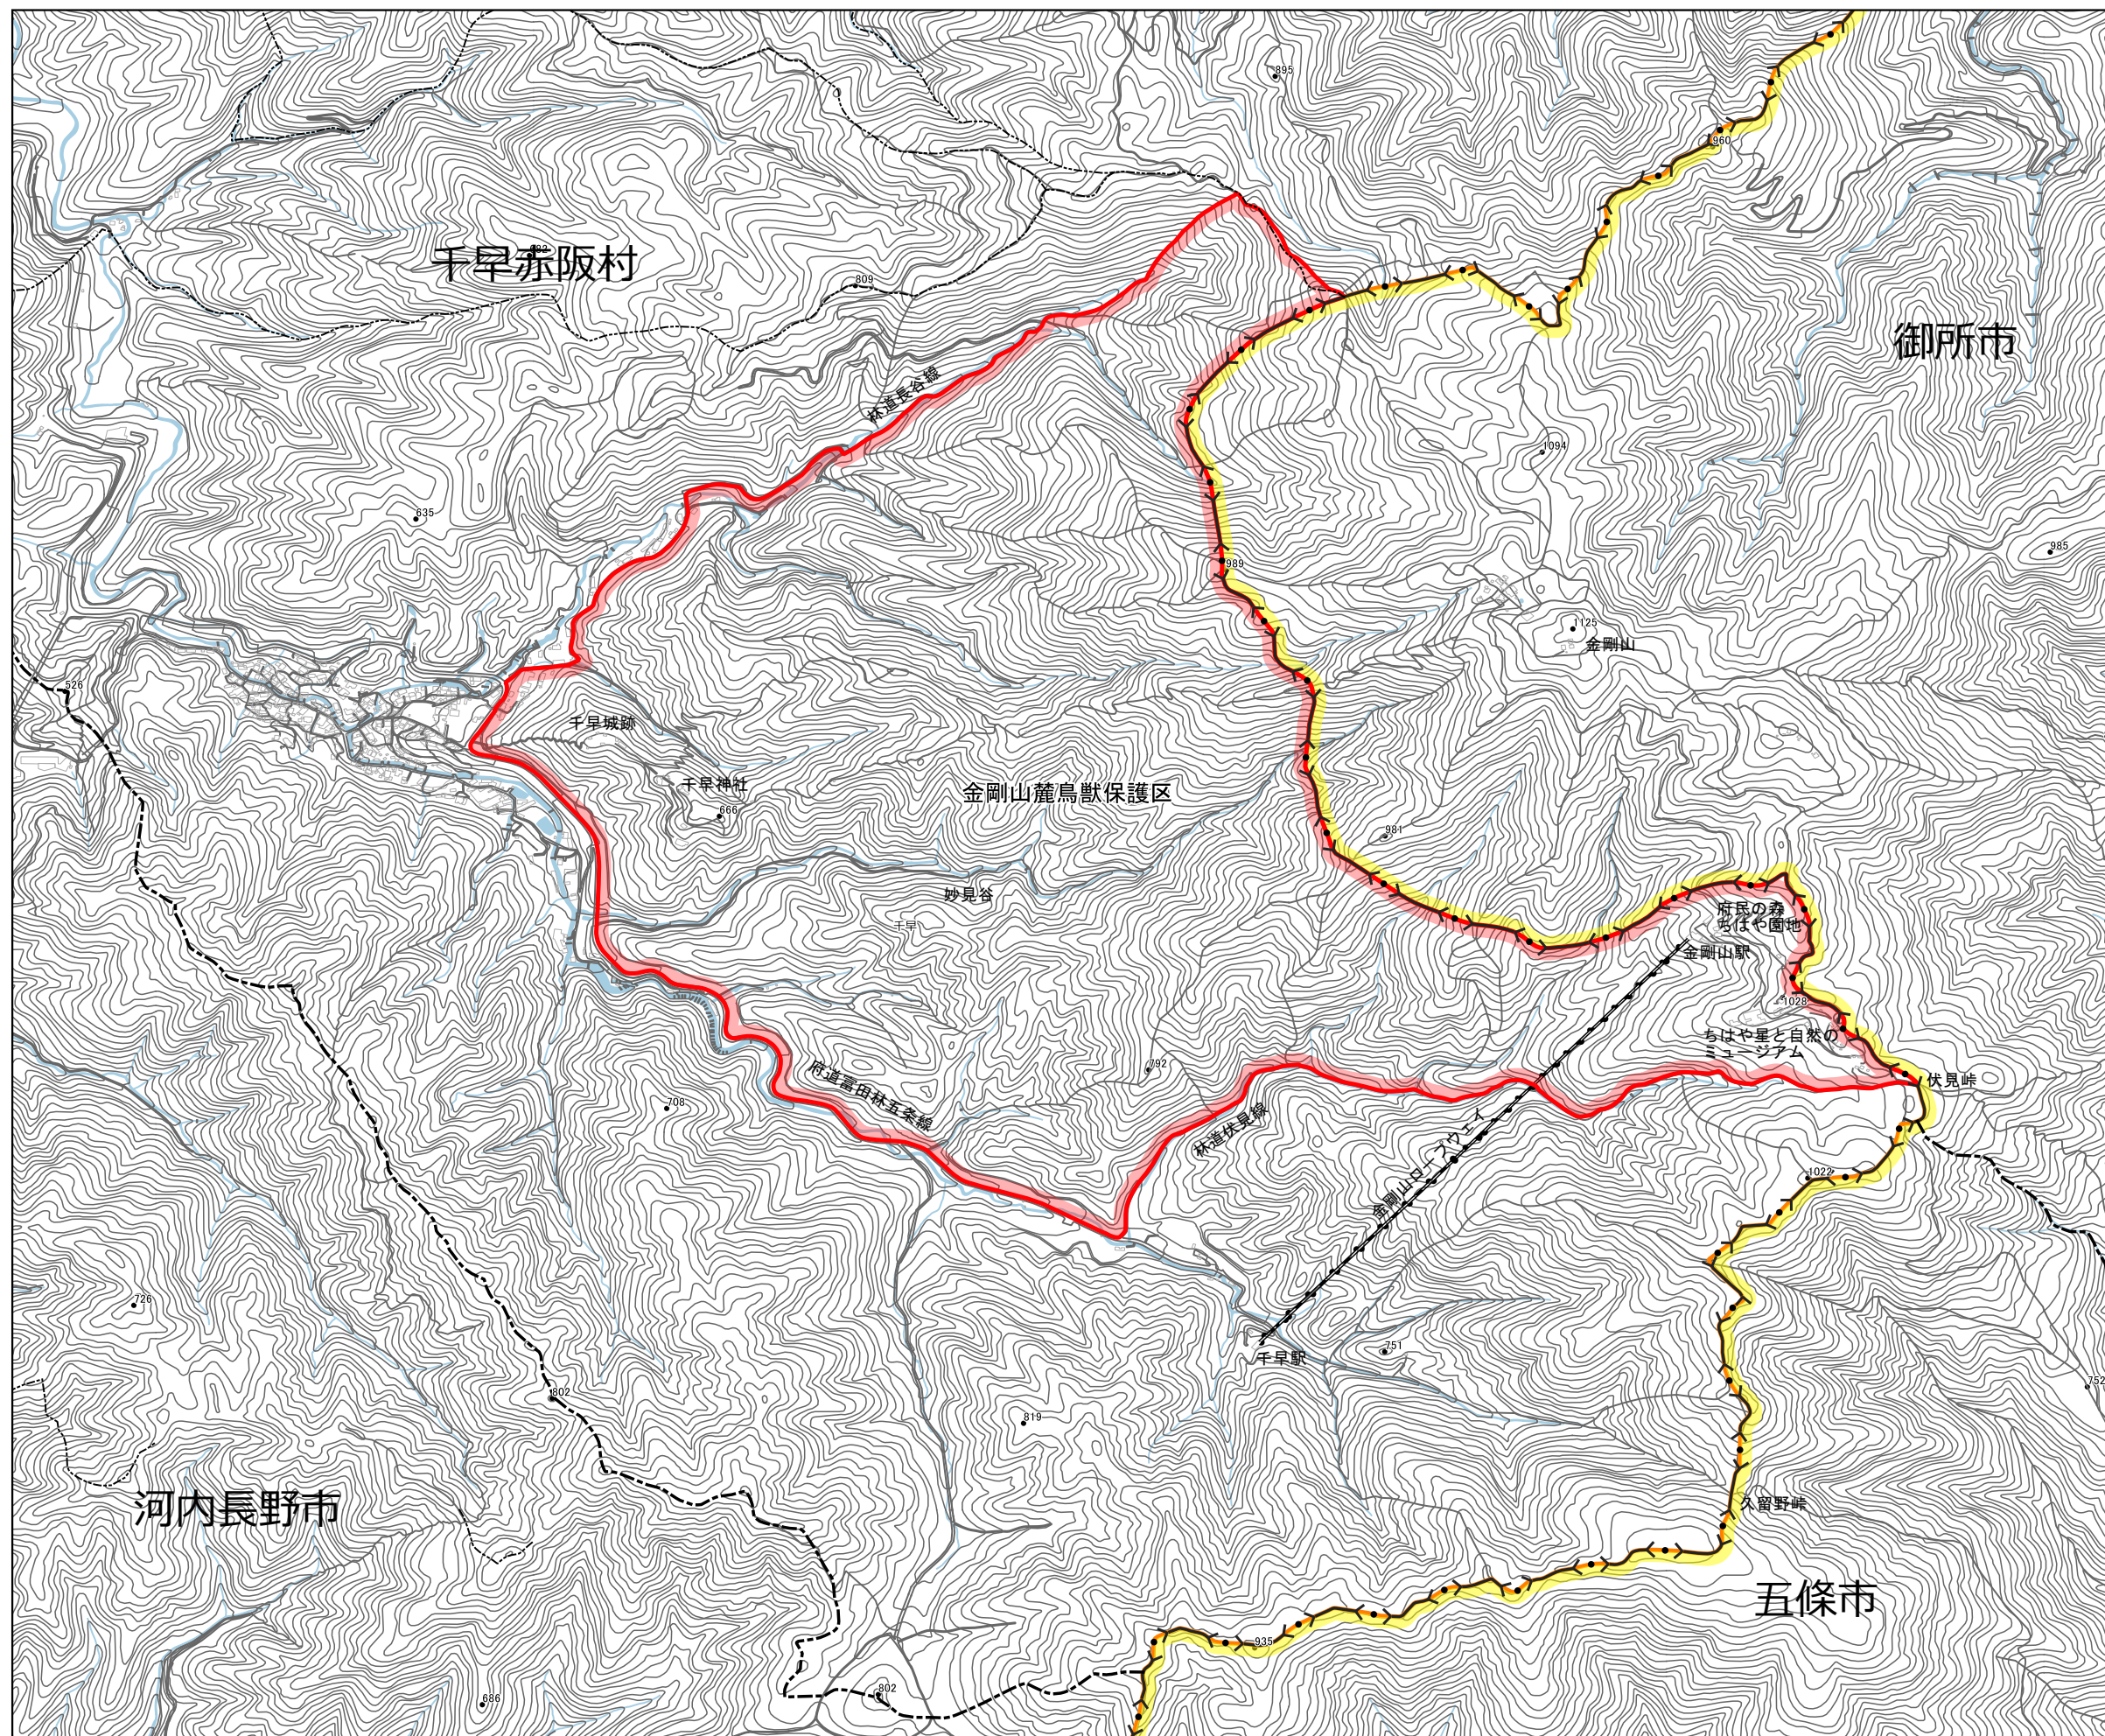 895
960
千早赤阪村
682
809
御所市
林道長谷線
1094
635
985
989
1125
金剛山
526
千早城跡
千早神社
666
金剛山麓鳥獣保護区
981
妙見谷
千早
府民の森
ちはや園地
金剛山駅
1028
ちはや星と自然の
ミュージアム
792
伏見峠
府道富田林五条線
708
林道伏見線
金剛山ロープウェイ
1022
726
751
千早駅
752
802
819
河内長野市
久留野峠
五條市
935
686
802